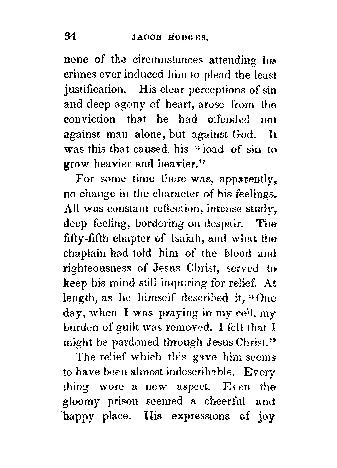 34 JACOB HODGES.
none of the circumstances attending his
crimes ever induced him to plead the least
justification. His clear perceptions of sin
and deep agony of heart, arose from the
conviction that he had offended not
against man alone, but against God. It
was this that caused his "load of sin to
grow heavier and heavier."
For some time there was, apparently,
no change in the character of his feelings.
All was constant reflection, intense study,
deep feeling, bordering on despair. The
fifty-fifth chapter of Isaiah, and what the
chaplain had told him of the blood and
righteousness of Jesus Christ, served to
keep his mind still inquiring for relief. At
length, as he himself described it, "One
day, when I was praying in my cell, my
burden of guilt was removed. I felt that I
might be pardoned through Jesus Christ."
The relief which this gave him seems
to have been almost indescribable. Every
thing wore a new aspect. Even the
gloomy prison seemed a cheerful and
happy place. His expressions of joy